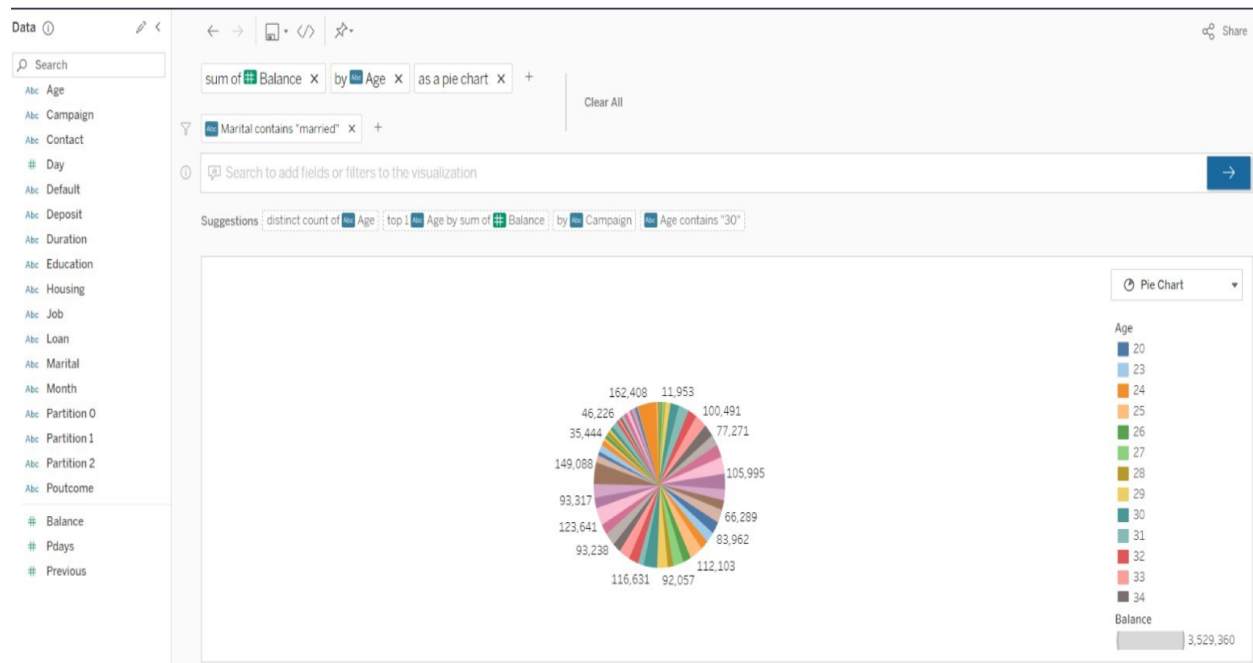 Data
Share
Search
sum of Balance × by Age × as a pie chart × +
Clear All
Abc Age
Abc Campaign
Abc Contact
# Day
Abc Default
Abc Deposit
Abc Duration
Abc Education
Abc Housing
Abc Job
Abc Loan
Abc Marital
Abc Month
Abc Partition 0
Abc Partition 1
Abc Partition 2
Abc Poutcome
# Balance
# Pdays
# Previous
Abc Marital contains "married" × +
Search to add fields or filters to the visualization
Suggestions distinct count of Abc Age top 1 Abc Age by sum of # Balance by Abc Campaign Abc Age contains "30"
Pie Chart
162,408 11,953
46,226 100,491
35,444 77,271
149,088 105,995
93,317 66,289
123,641 83,962
93,238 112,103
116,631 92,057
Age
20
23
24
25
26
27
28
29
30
31
32
33
34
Balance
3,529,360